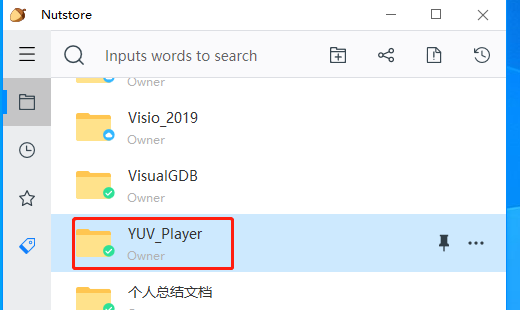 Nutstore
Inputs words to search
Owner
Visio_2019
Owner
VisualGDB
Owner
YUV_Player
Owner
个人总结文档